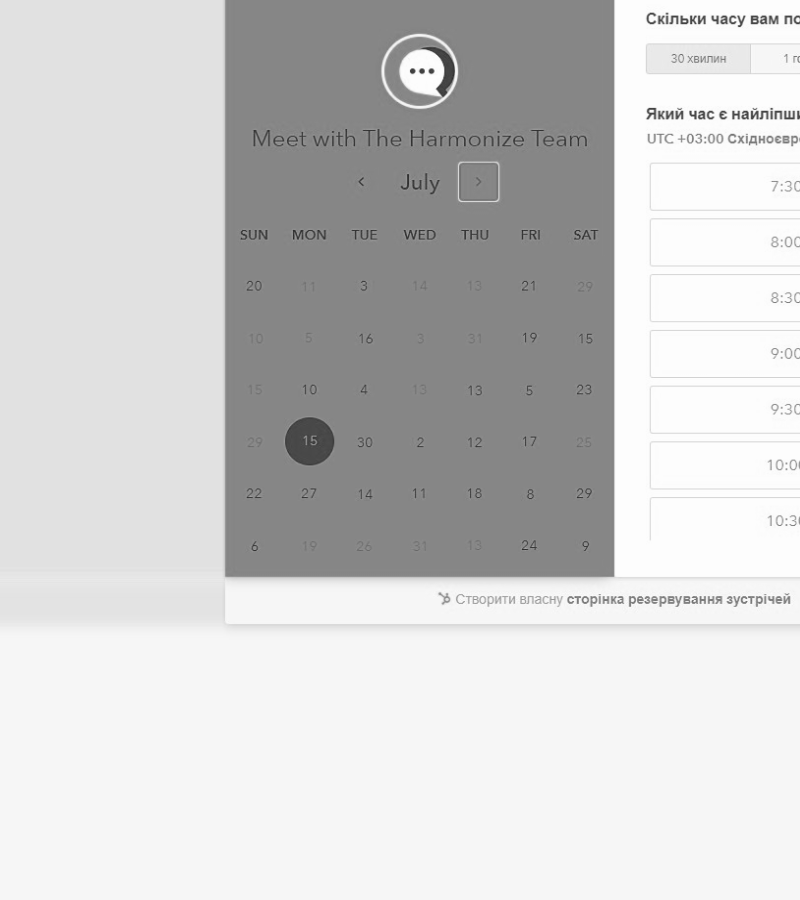 Meet with The Harmonize Team
July
SUN MON TUE WED THU FRI SAT
20 11 3 14 13 21 29
10 5 16 3 31 19 15
15 10 4 13 13 5 23
29 15 30 2 12 17 25
22 27 14 11 18 8 29
6 19 26 31 13 24 9
Скільки часу вам по
30 хвилин 1 го
Який час є найліпши
UTC +03:00 Східноєвро
7:30
8:00
8:30
9:00
9:30
10:00
10:30
Створити власну сторінка резервування зустрічей